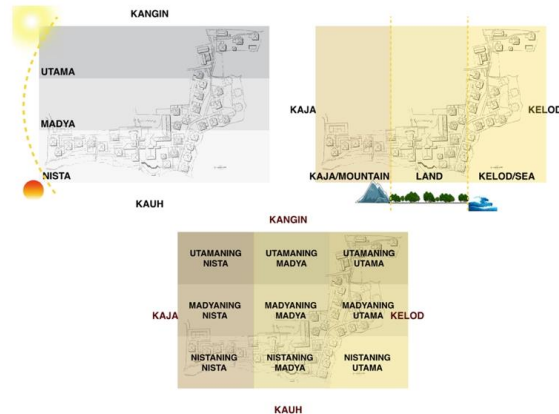 KANGIN
UTAMA
MADYA
NISTA
KAUH
KAJA
KELOD
KAJA/MOUNTAIN
LAND
KELOD/SEA
KANGIN
UTAMANING
NISTA
UTAMANING
MADYA
UTAMANING
UTAMA
KAJA
MADYANING
NISTA
MADYANING
MADYA
MADYANING
UTAMA
KELOD
NISTANING
NISTA
NISTANING
MADYA
NISTANING
UTAMA
KAUH